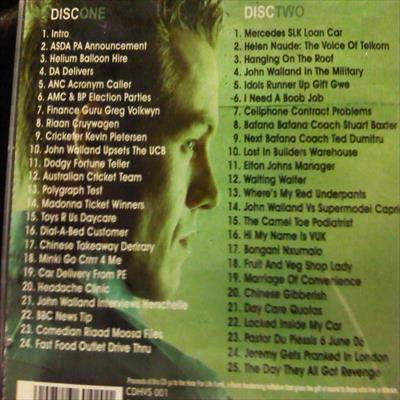 DISCONE
1. Intro
2. ASDA PA Announcement
3. Helium Balloon Hire
4. DA Delivers
5. ANC Acronym Caller
6. AMC & BP Election Parties
7. Finance Guru Greg Volkwyn
8. Riaan Cruywagen
9. Cricketer Kevin Pietersen
10. John Walland Upsets The UCB
11. Dodgy Fortune Teller
12. Australian Cricket Team
13. Polygraph Test
14. Madonna Ticket Winners
15. Toys R Us Daycare
16. Dial-A-Bed Customer
17. Chinese Takeaway Derirary
18. Minki Go Crrrr 4 Me
19. Car Delivery From PE
20. Headache Clinic
21. John Walland Interviews Herschelle
22. BBC News Tip
23. Comedian Riaad Moosa Files
24. Fast Food Outlet Drive Thru
DISCTWO
1. Mercedes SLK Loan Car
2. Helen Naude: The Voice Of Telkom
3. Hanging On The Roof
4. John Walland In The Military
5. Idols Runner Up Gift Gwe
6. I Need A Boob Job
7. Cellphone Contract Problems
8. Bafana Bafana Coach Stuart Baxter
9. Next Bafana Coach Ted Dumitru
10. Lost In Builders Warehouse
11. Elton Johns Manager
12. Waiting Waiter
13. Where's My Red Underpants
14. John Walland Vs Supermodel Capri
15. The Camel Toe Podiatrist
16. Hi My Name Is VUK
17. Bongani Nxumalo
18. Fruit And Veg Shop Lady
19. Marriage Of Convenience
20. Chinese Gibberish
21. Day Care Quotas
22. Locked Inside My Car
23. Pastor Du Plessis 6 June 06
24. Jeremy Gets Pranked In London
25. The Day They All Got Revenge
Proceeds of this CD go to the
CDHVS 001